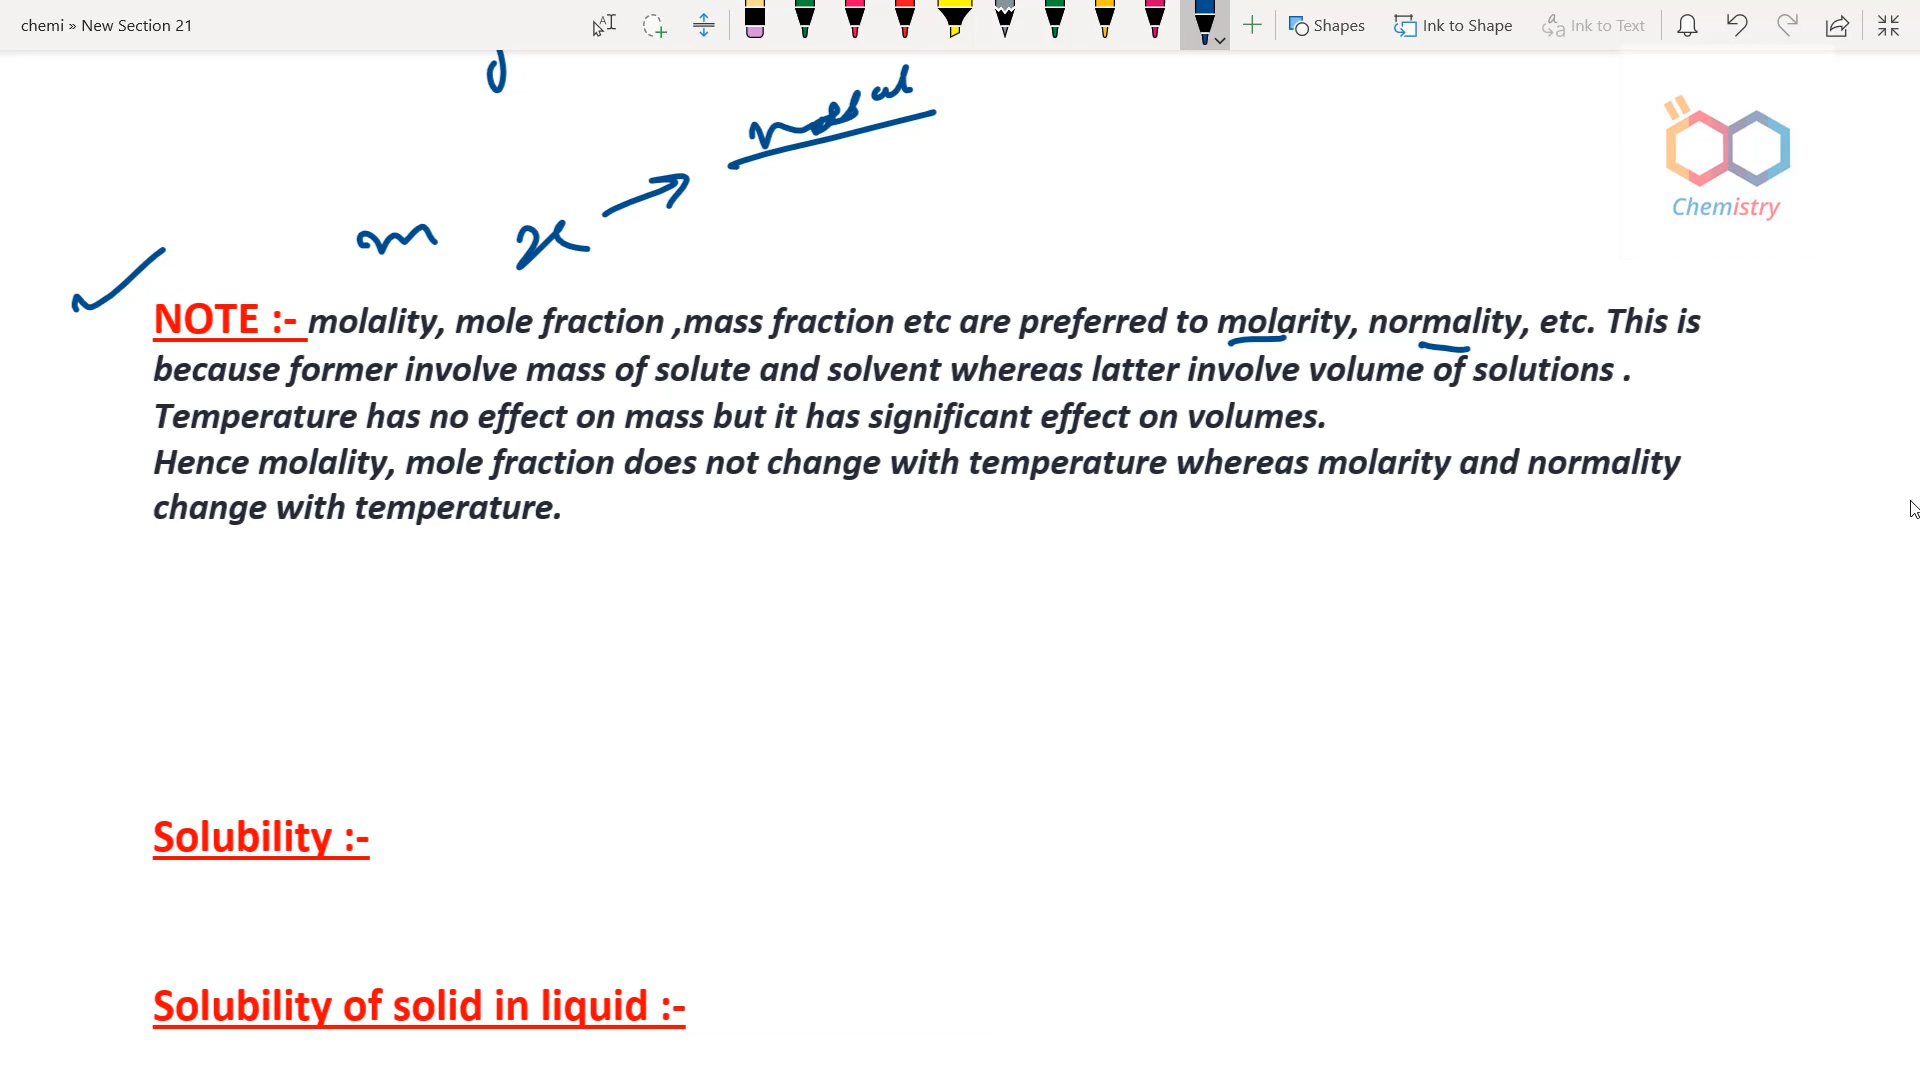 chemi » New Section 21
Shapes
Ink to Shape
Ink to Text
m x
Chemistry
NOTE :- molality, mole fraction ,mass fraction etc are preferred to molarity, normality, etc. This is
because former involve mass of solute and solvent whereas latter involve volume of solutions .
Temperature has no effect on mass but it has significant effect on volumes.
Hence molality, mole fraction does not change with temperature whereas molarity and normality
change with temperature.
Solubility :-
Solubility of solid in liquid :-